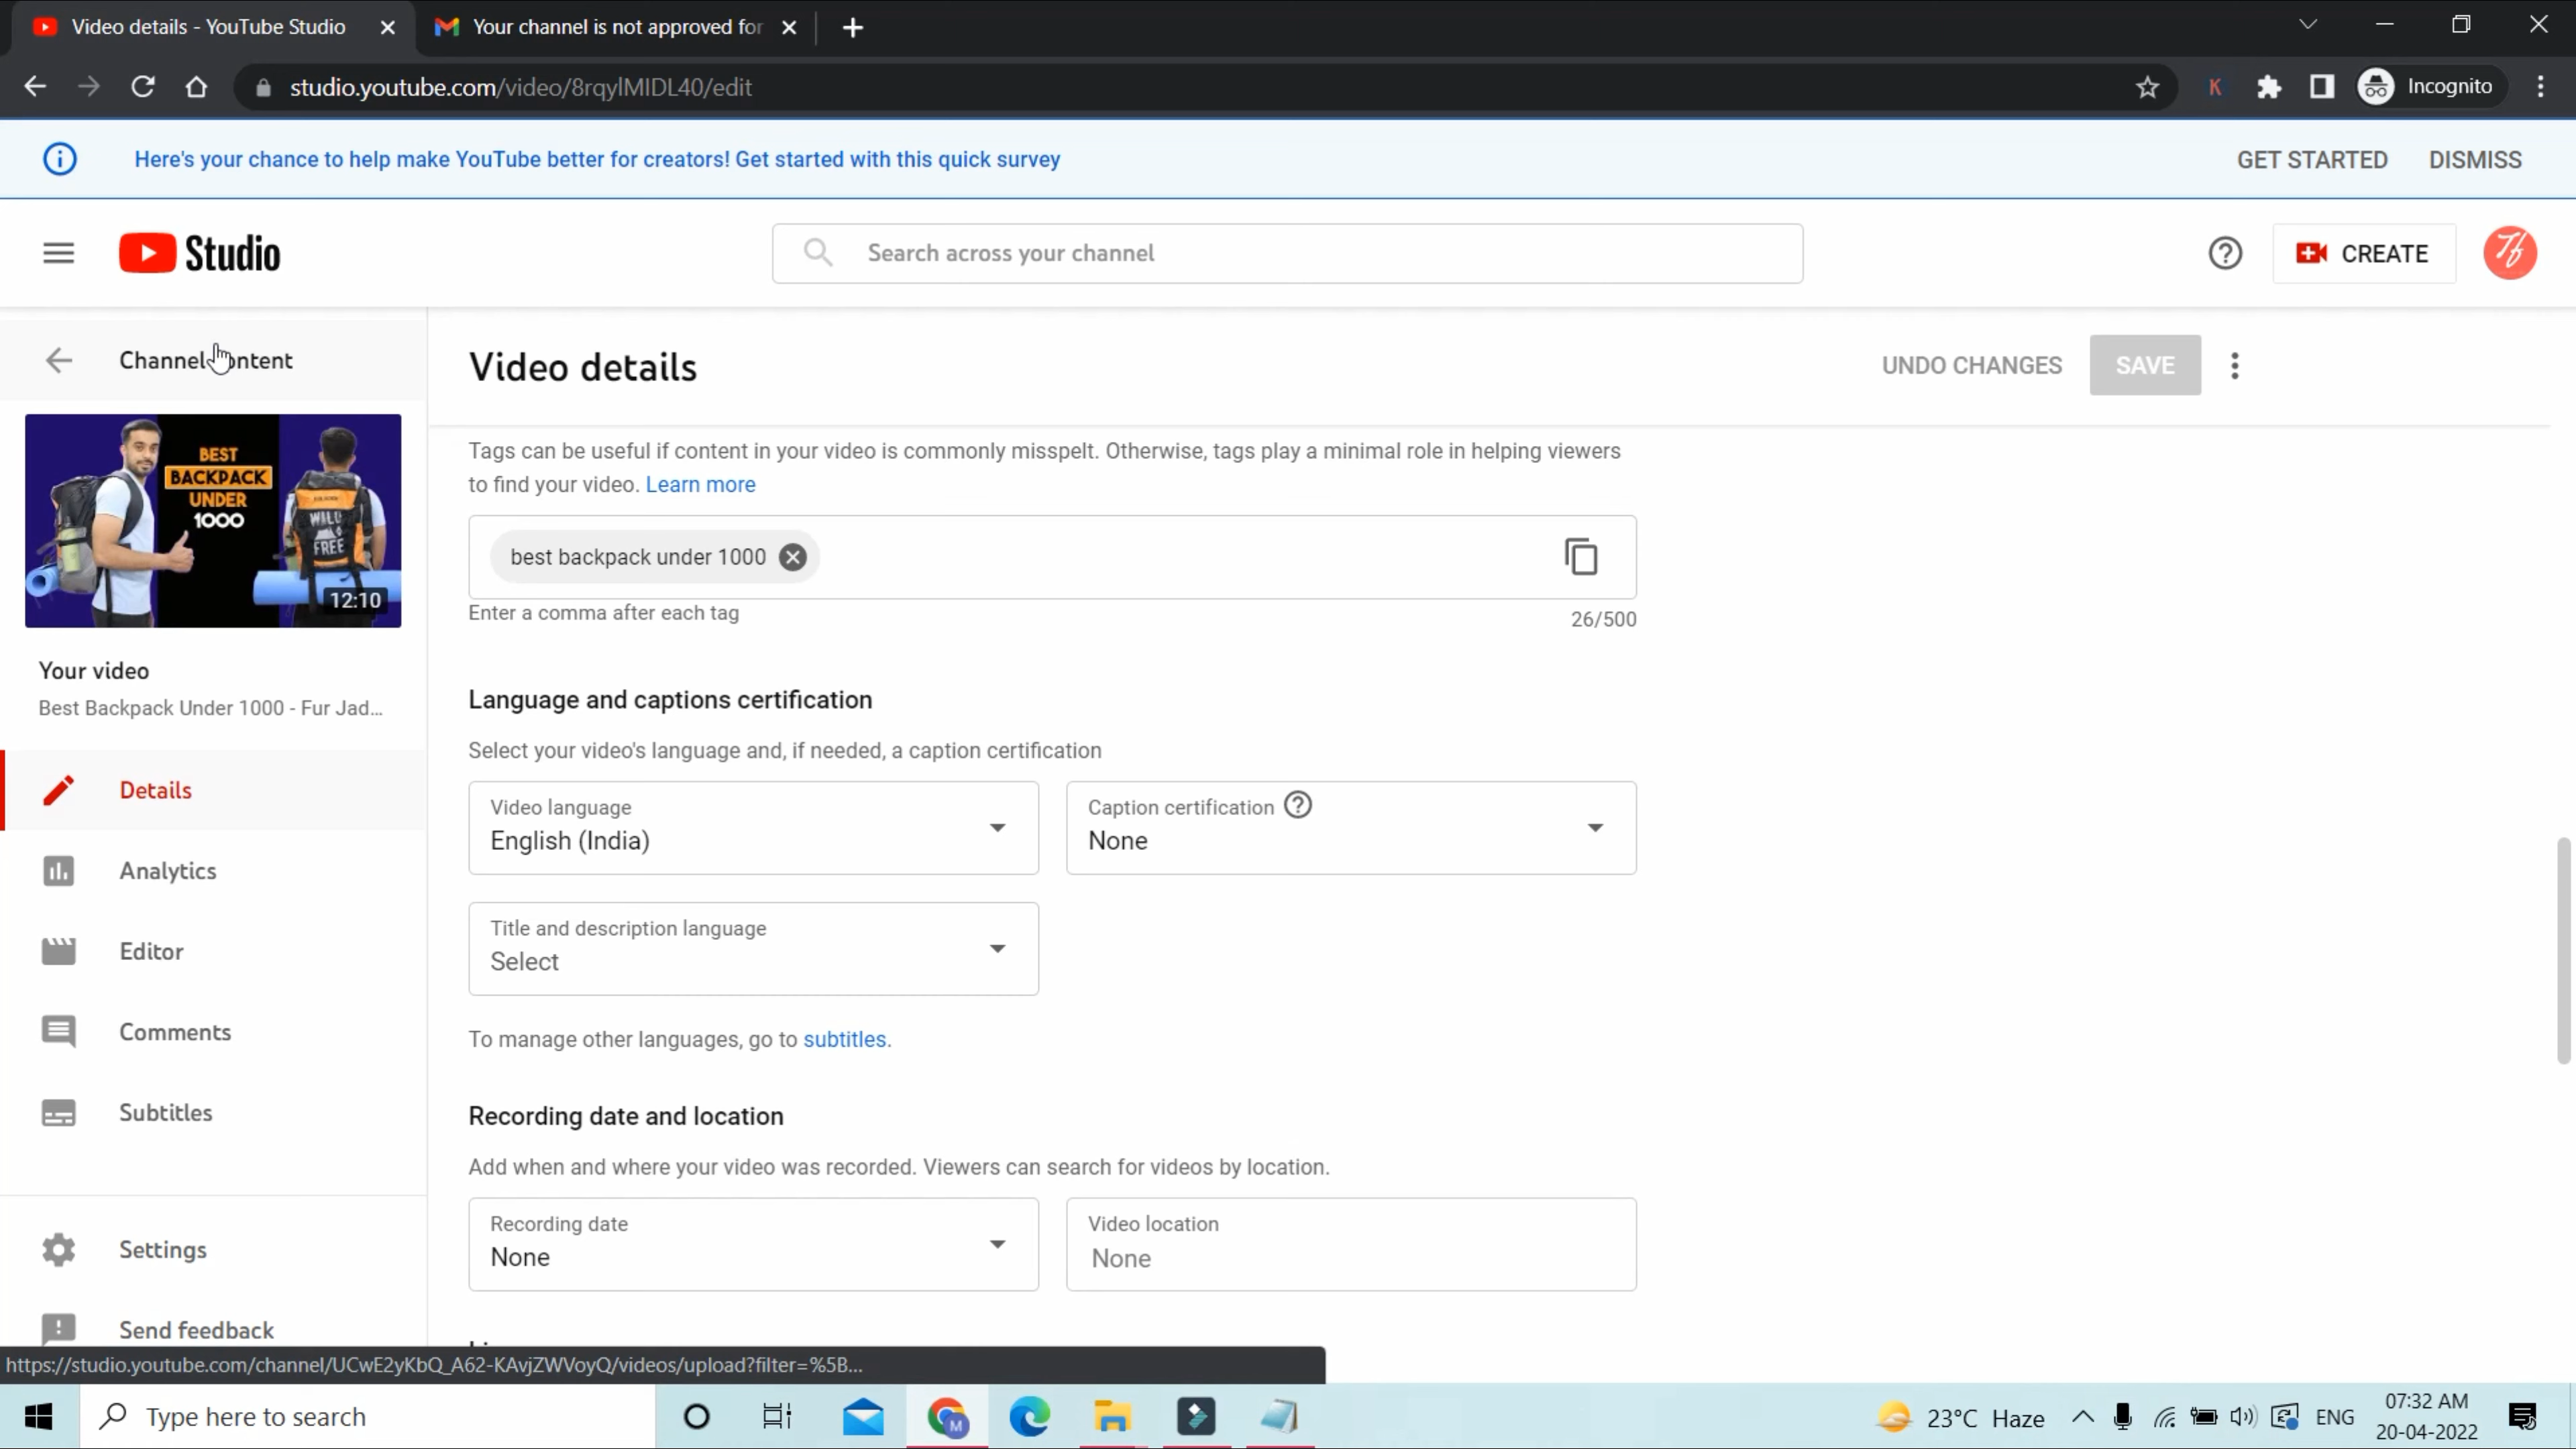 Video details - YouTube Studio
Your channel is not approved for
studio.youtube.com/video/8rqylMIDL40/edit
K
Incognito
Here's your chance to help make YouTube better for creators! Get started with this quick survey
GET STARTED
DISMISS
Studio
Search across your channel
CREATE
Tf
Channel content
Video details
UNDO CHANGES
SAVE
BEST
BACKPACK
UNDER
1000
WILD
FREE
12:10
Your video
Best Backpack Under 1000 - Fur Jad...
Details
Analytics
Editor
Comments
Subtitles
Settings
Send feedback
Tags can be useful if content in your video is commonly misspelt. Otherwise, tags play a minimal role in helping viewers
to find your video. Learn more
best backpack under 1000
Enter a comma after each tag
26/500
Language and captions certification
Select your video's language and, if needed, a caption certification
Video language
English (India)
Caption certification
None
Title and description language
Select
To manage other languages, go to subtitles.
Recording date and location
Add when and where your video was recorded. Viewers can search for videos by location.
Recording date
None
Video location
None
https://studio.youtube.com/channel/UCwE2yKbQ_A62-KAvjZWVoyQ/videos/upload?filter=%5B...
Type here to search
M
23°C Haze
ENG
07:32 AM
20-04-2022